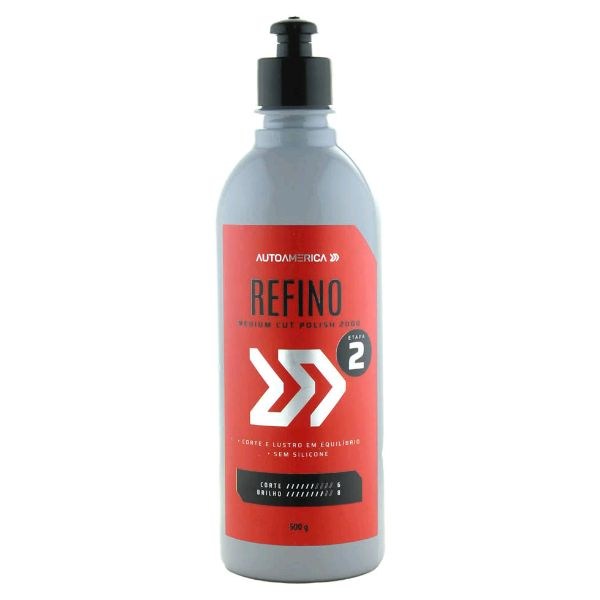 AUTOAMERICA
REFINO
MEDIUM CUT POLISH 2000
ETAPA
2
• CORTE E LUSTRO EM EQUILÍBRIO
• SEM SILICONE
CORTE ////////// 6
BRILHO ////////// 8
500 g